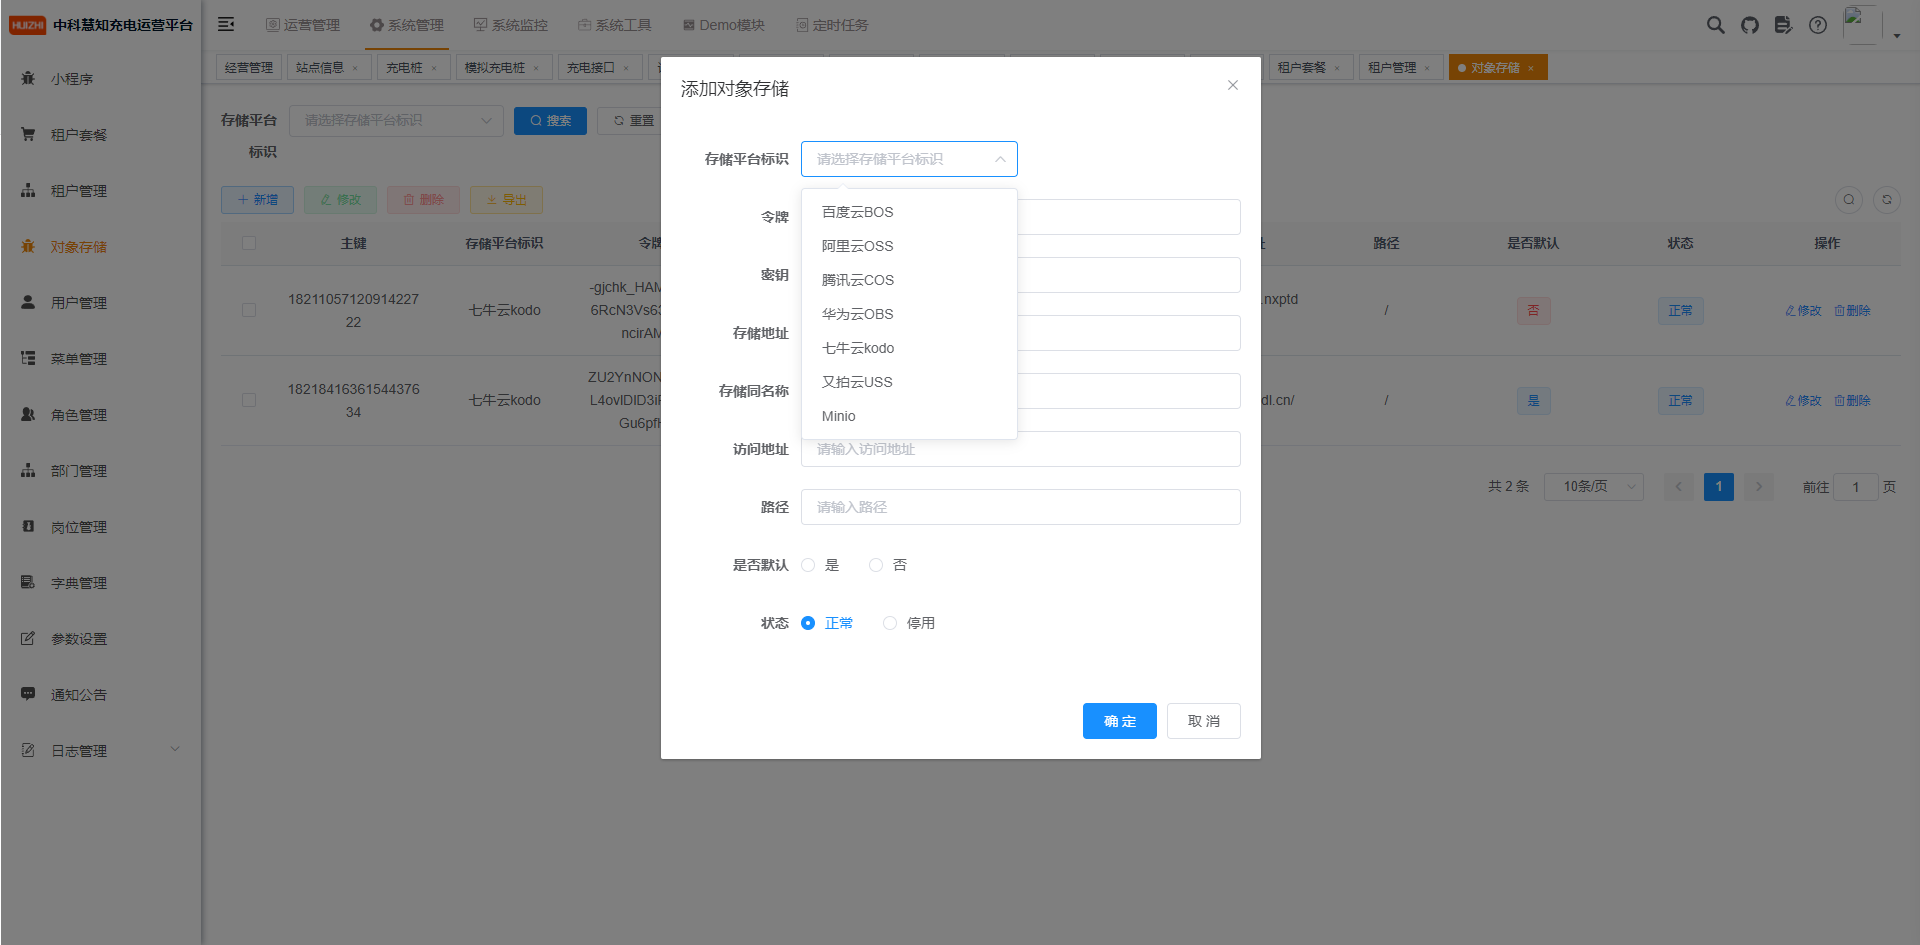 HUIZHI 中科慧知充电运营平台
运营管理 系统管理 系统监控 系统工具 Demo模块 定时任务
经营管理 站点信息 × 充电桩 × 模拟充电桩 × 充电接口 × 租户套餐 × 租户管理 × 对象存储 ×
小程序
租户套餐
租户管理
对象存储
用户管理
菜单管理
角色管理
部门管理
岗位管理
字典管理
参数设置
通知公告
日志管理
存储平台
标识
请选择存储平台标识
搜索
重置
新增
修改
删除
导出
主键 存储平台标识 令牌 路径 是否默认 状态 操作
18211057120914227
22
七牛云kodo
-gjchk_HAM
6RcN3Vs63
ncirAM
.nxptd
/
否
正常
修改 删除
18218416361544376
34
七牛云kodo
ZU2YnNON
L4ovlDID3iF
Gu6pfH
dl.cn/
/
是
正常
修改 删除
共 2 条 10条/页 1 前往 1 页
添加对象存储
存储平台标识 请选择存储平台标识
百度云BOS
阿里云OSS
腾讯云COS
华为云OBS
七牛云kodo
又拍云USS
Minio
令牌
密钥
存储地址
存储同名称
访问地址 请输入访问地址
路径 请输入路径
是否默认 是 否
状态 正常 停用
确 定 取 消